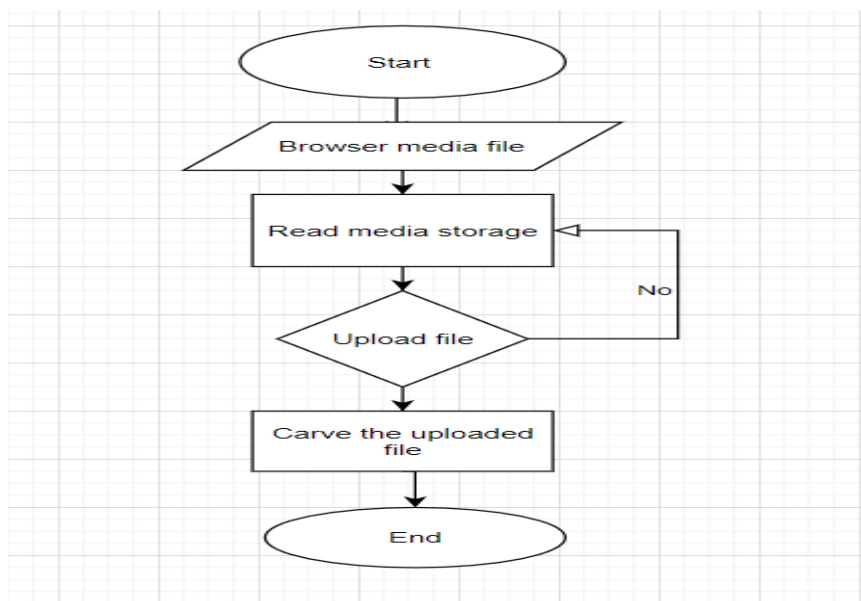 Start
Browser media file
Read media storage
No
Upload file
Carve the uploaded
file
End